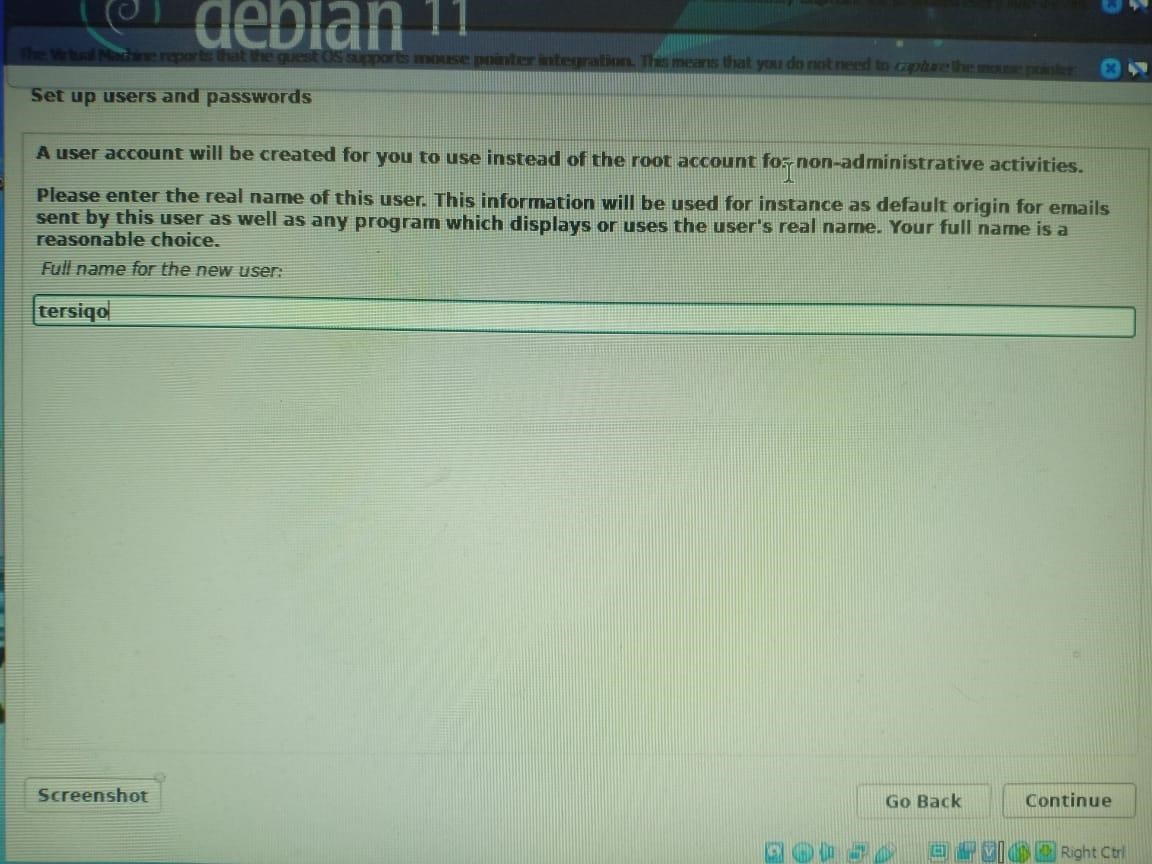 debian 11
The Virtual Machine reports that the guest OS supports mouse pointer integration. This means that you do not need to capture the mouse pointer
Set up users and passwords
A user account will be created for you to use instead of the root account for non-administrative activities.
Please enter the real name of this user. This information will be used for instance as default origin for emails
sent by this user as well as any program which displays or uses the user's real name. Your full name is a
reasonable choice.
Full name for the new user:
tersiqo
Screenshot
Go Back
Continue
Right Ctrl